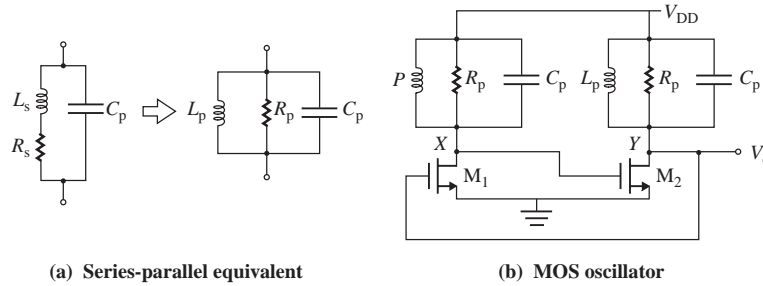 V_DD
P R_p C_p L_p R_p C_p
L_s C_p L_p R_p C_p
R_s
X Y V
M_1 M_2
(a) Series-parallel equivalent (b) MOS oscillator